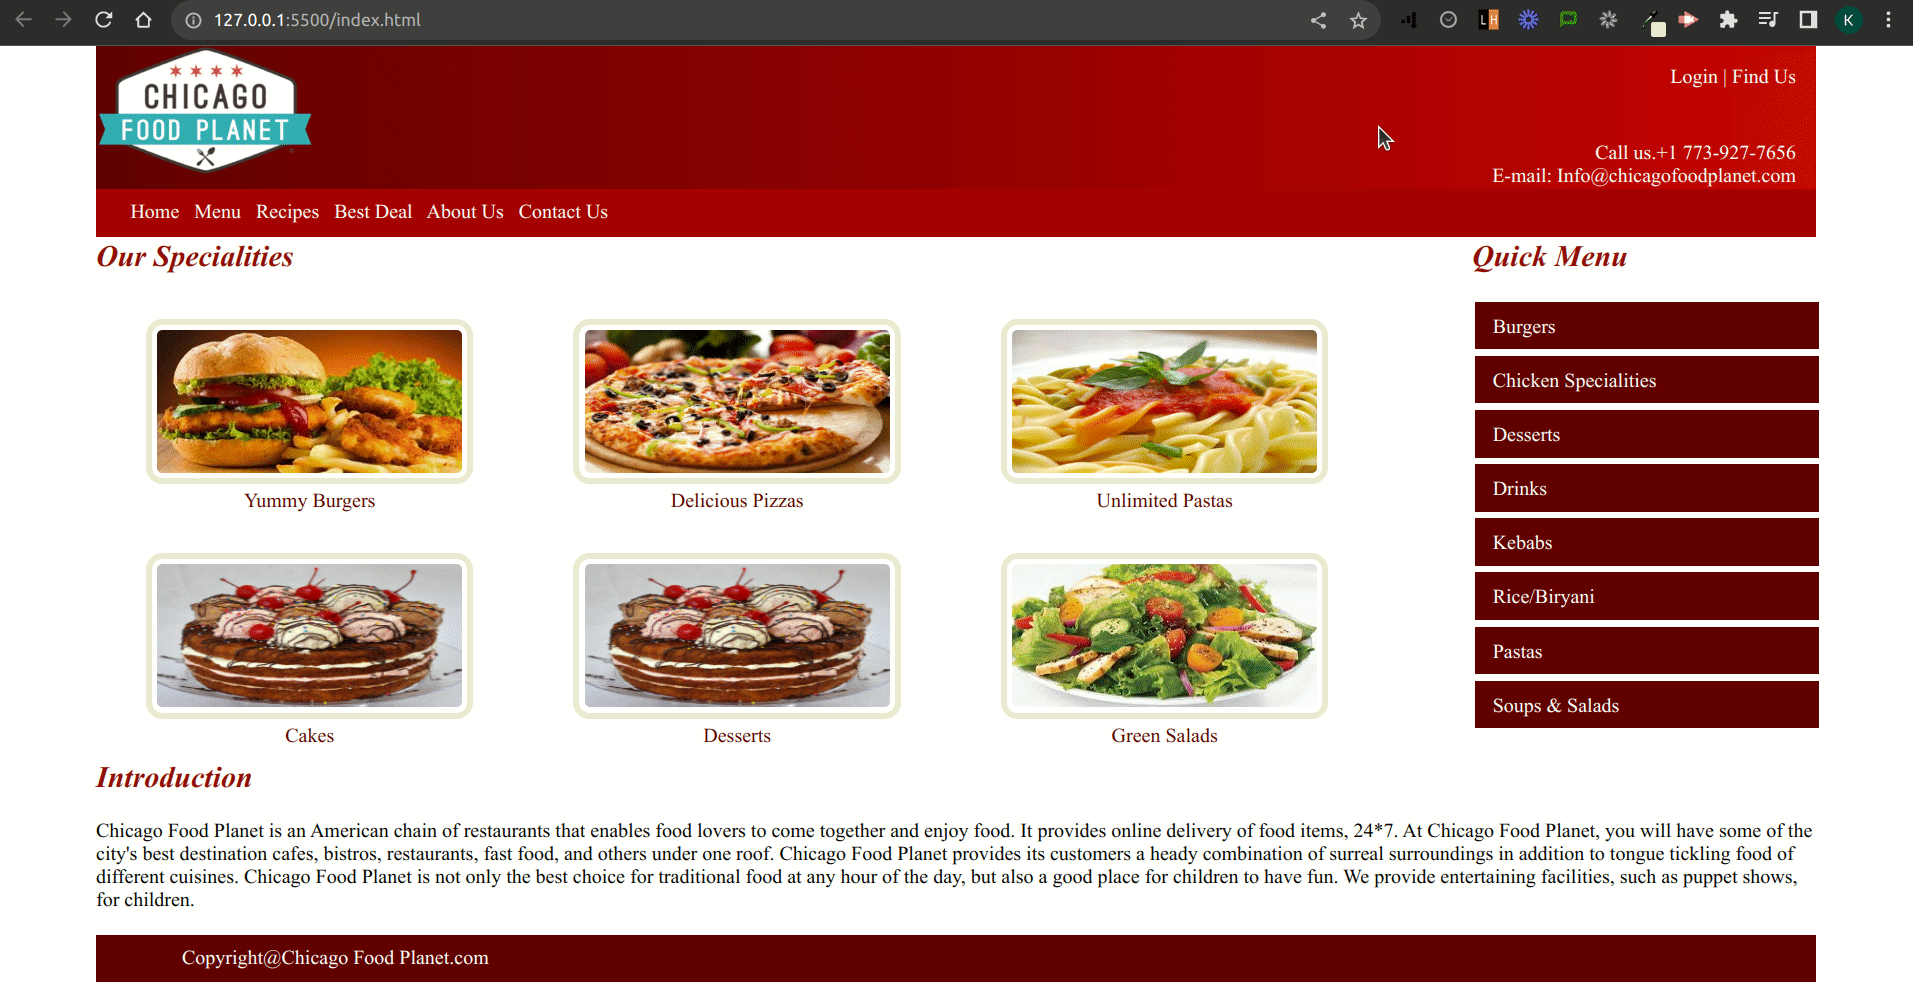 127.0.0.1:5500/index.html
L H
K
CHICAGO
FOOD PLANET
Login | Find Us
Call us.+1 773-927-7656
E-mail: Info@chicagofoodplanet.com
Home Menu Recipes Best Deal About Us Contact Us
Our Specialities
Yummy Burgers
Delicious Pizzas
Unlimited Pastas
Cakes
Desserts
Green Salads
Quick Menu
Burgers
Chicken Specialities
Desserts
Drinks
Kebabs
Rice/Biryani
Pastas
Soups & Salads
Introduction
Chicago Food Planet is an American chain of restaurants that enables food lovers to come together and enjoy food. It provides online delivery of food items, 24*7. At Chicago Food Planet, you will have some of the
city's best destination cafes, bistros, restaurants, fast food, and others under one roof. Chicago Food Planet provides its customers a heady combination of surreal surroundings in addition to tongue tickling food of
different cuisines. Chicago Food Planet is not only the best choice for traditional food at any hour of the day, but also a good place for children to have fun. We provide entertaining facilities, such as puppet shows,
for children.
Copyright@Chicago Food Planet.com